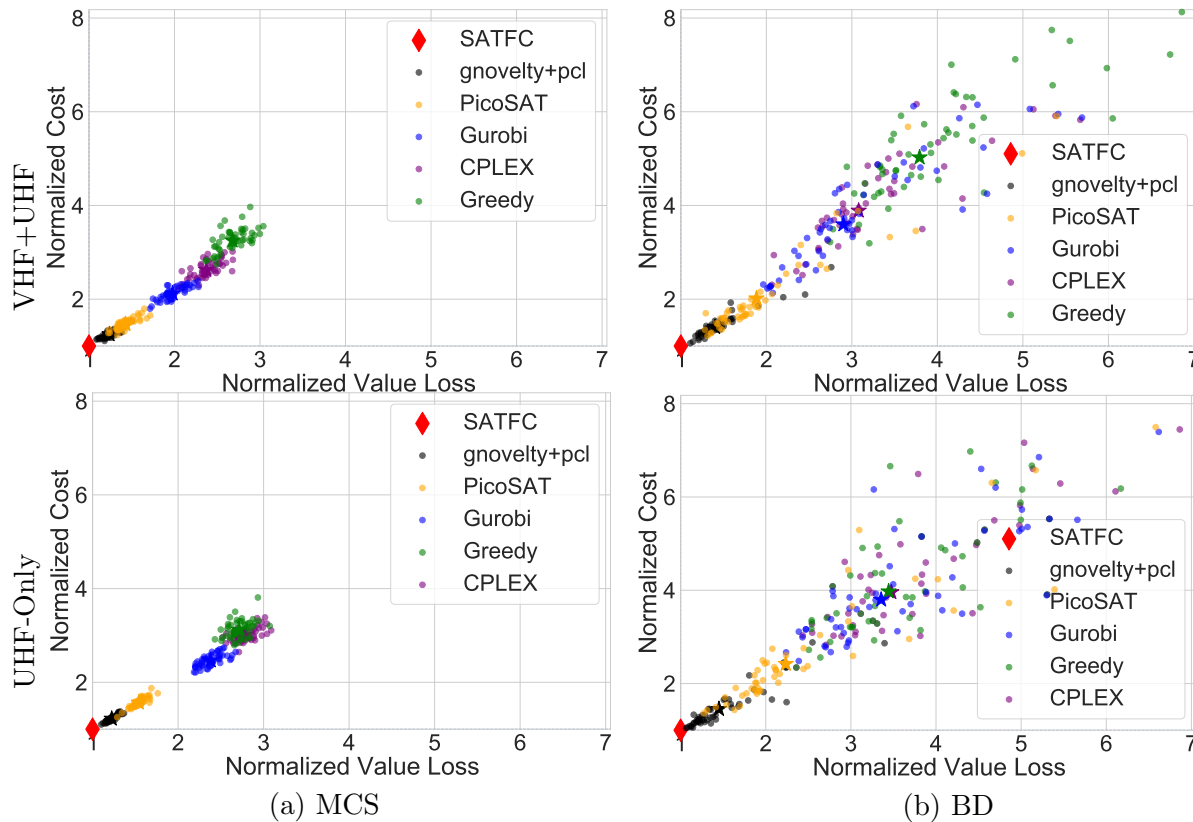 VHF+UHF
Normalized Cost
8
6
4
2
SATFC
gnovelty+pcl
PicoSAT
Gurobi
CPLEX
Greedy
1 2 3 4 5 6 7
Normalized Value Loss
Normalized Cost
8
6
4
2
SATFC
gnovelty+pcl
PicoSAT
Gurobi
CPLEX
Greedy
1 2 3 4 5 6 7
Normalized Value Loss
UHF-Only
Normalized Cost
8
6
4
2
SATFC
gnovelty+pcl
PicoSAT
Gurobi
Greedy
CPLEX
1 2 3 4 5 6 7
Normalized Value Loss
Normalized Cost
8
6
4
2
SATFC
gnovelty+pcl
PicoSAT
Gurobi
Greedy
CPLEX
1 2 3 4 5 6 7
Normalized Value Loss
(a) MCS
(b) BD